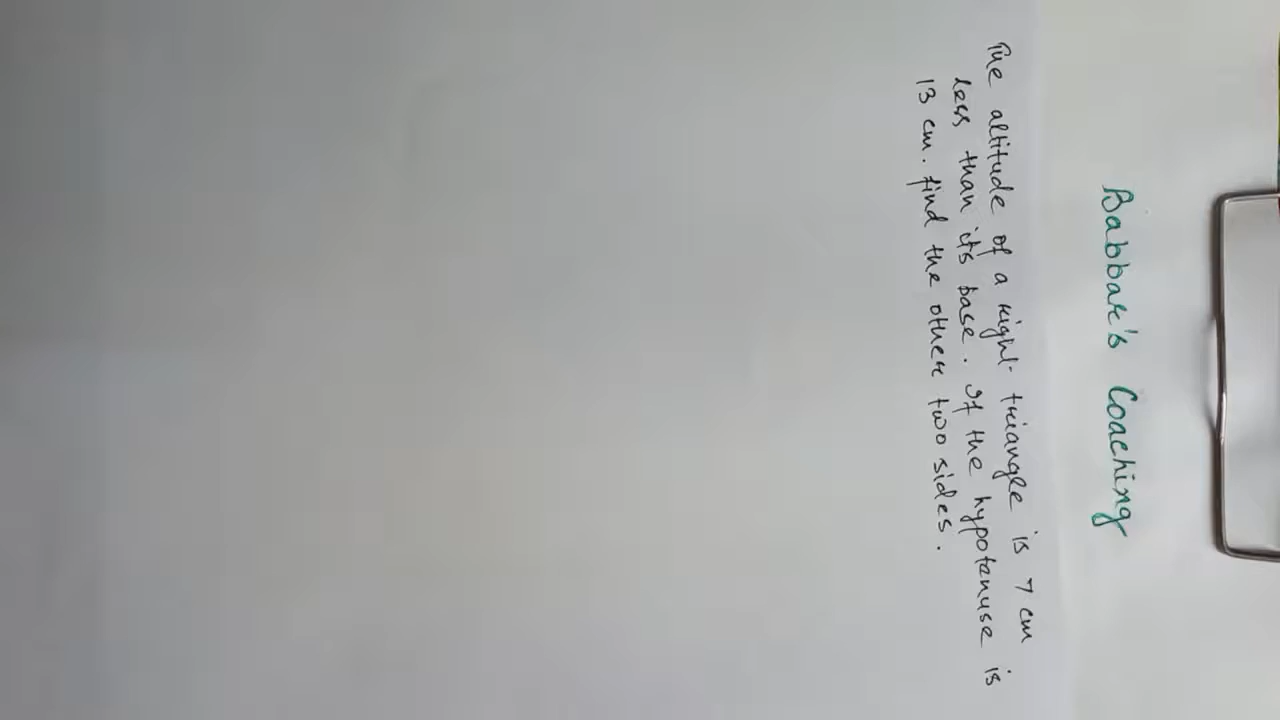 Babbar's Coaching
The altitude of a right triangle is 7 cm
less than its base. If the hypotenuse is
13 cm. find the other two sides.